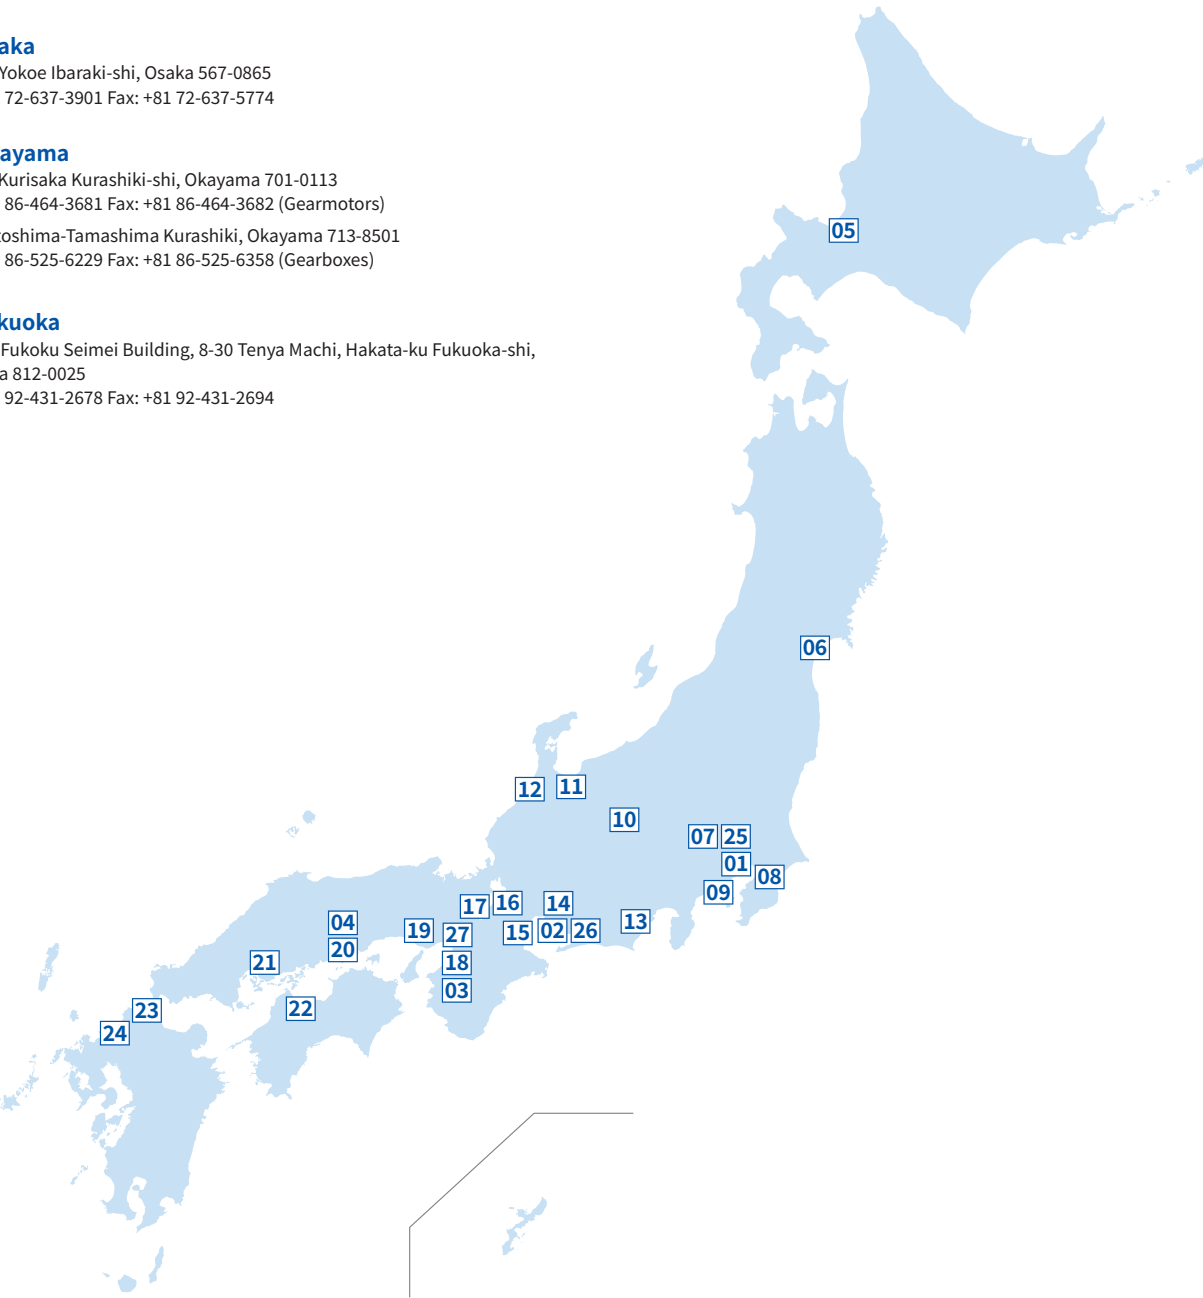 aka
Yokoe Ibaraki-shi, Osaka 567-0865
72-637-3901 Fax: +81 72-637-5774
ayama
Kurisaka Kurashiki-shi, Okayama 701-0113
86-464-3681 Fax: +81 86-464-3682 (Gearmotors)
oshima-Tamashima Kurashiki, Okayama 713-8501
86-525-6229 Fax: +81 86-525-6358 (Gearboxes)
kuoka
Fukoku Seimei Building, 8-30 Tenya Machi, Hakata-ku Fukuoka-shi,
a 812-0025
92-431-2678 Fax: +81 92-431-2694
05
06
12 11
10
07 25
01
08
09
17 16 14
04 19 27 15 02 26 13
20
21 18
03
23 22
24